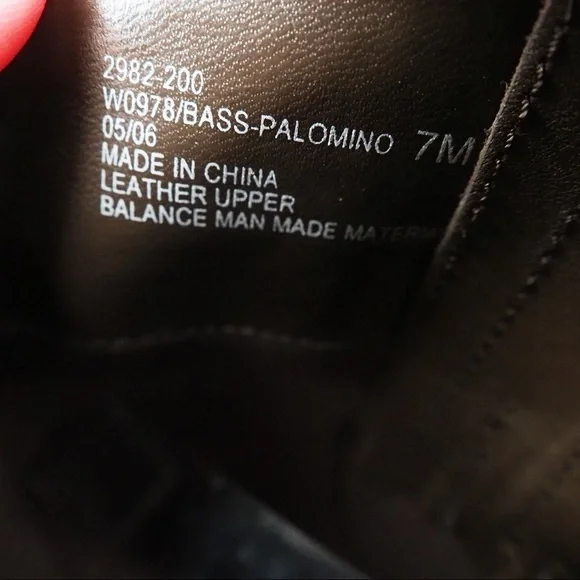 2982-200
W0978/BASS-PALOMINO 7M
05/06
MADE IN CHINA
LEATHER UPPER
BALANCE MAN MADE